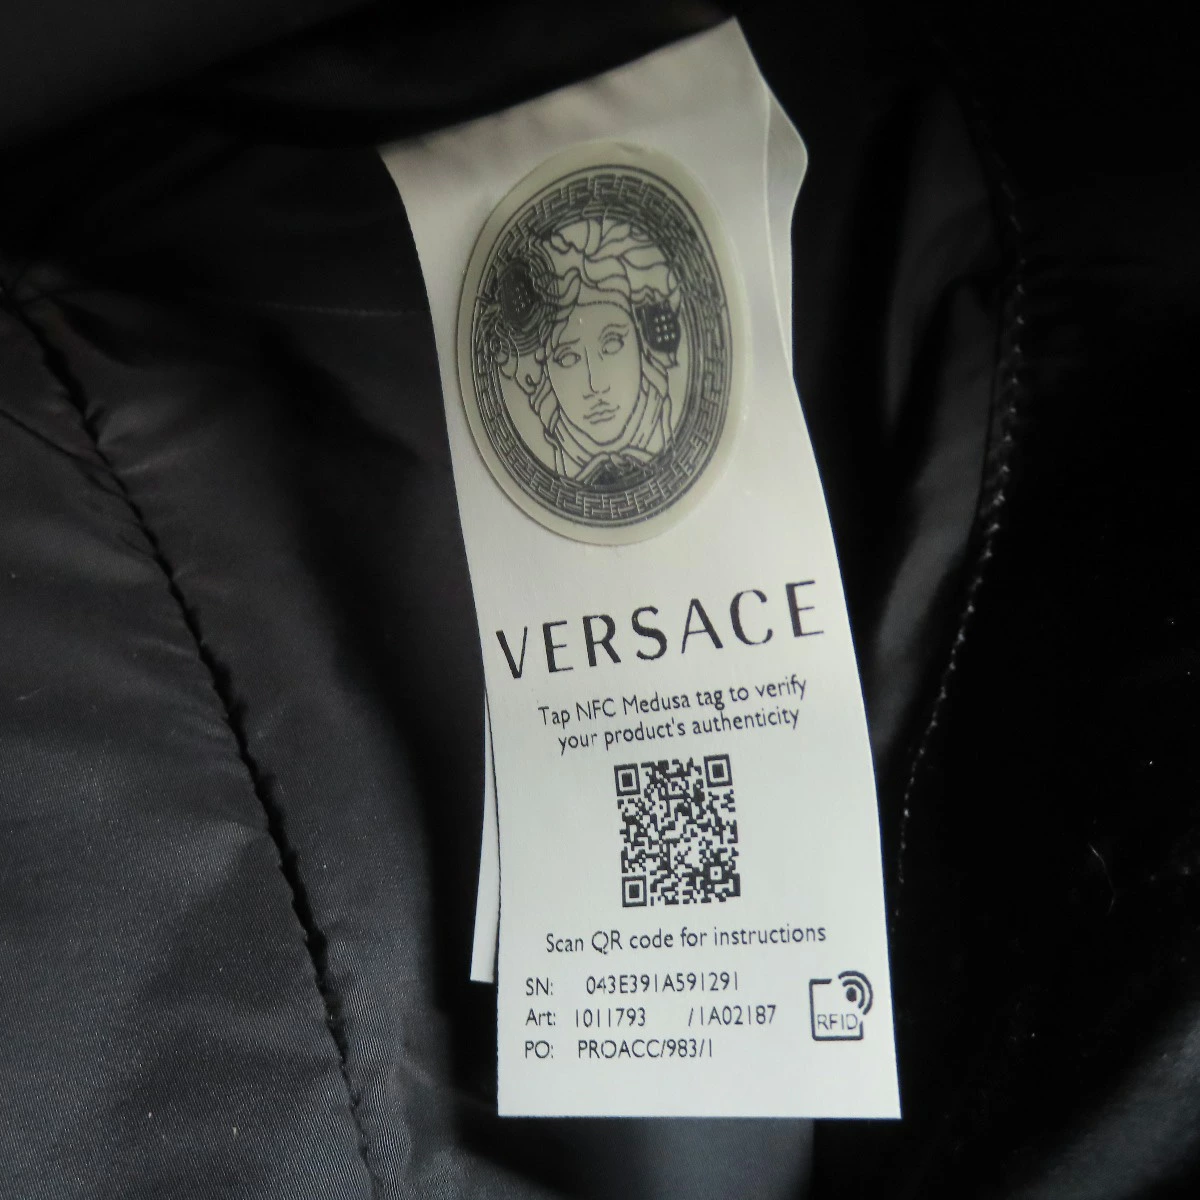 VERSACE
Tap NFC Medusa tag to verify
your product's authenticity
Scan QR code for instructions
SN: 043E391A591291
Art: 1011793 /1A02187
PO: PROACC/983/1
RFID